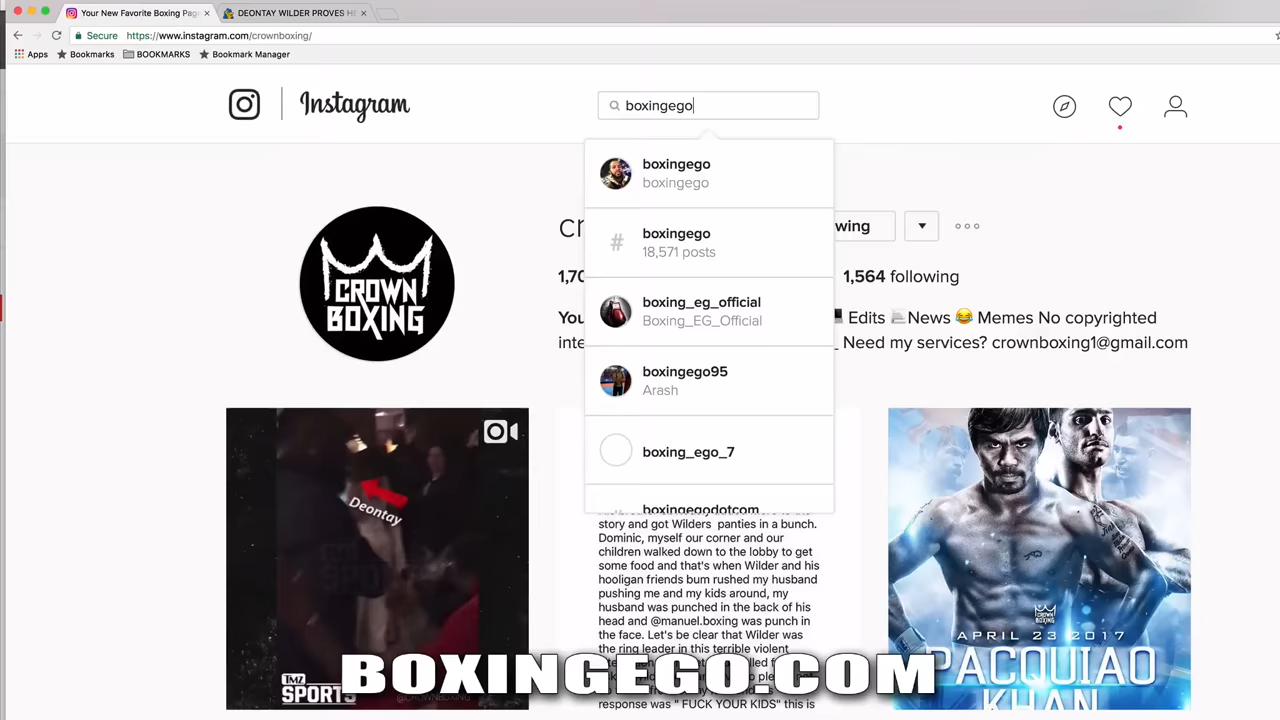 Your New Favorite Boxing Pag
DEONTAY WILDER PROVES HE
Secure https://www.instagram.com/crownboxing/
Apps Bookmarks BOOKMARKS Bookmark Manager
Instagram
boxingego
boxingego
boxingego
# boxingego
18,571 posts
boxing_eg_official
Boxing_EG_Official
boxingego95
Arash
boxing_ego_7
boxingegodotcom
wing
1,564 following
Edits News 😂 Memes No copyrighted
Need my services? crownboxing1@gmail.com
CROWN
BOXING
Deontay
TMZ
SPORTS
@CROWNBOXING
story and got Wilders panties in a bunch.
Dominic, myself our corner and our
children walked down to the lobby to get
some food and that's when Wilder and his
hooligan friends bum rushed my husband
pushing me and my kids around, my
husband was punched in the back of his
head and @manuel.boxing was punch in
the face. Let's be clear that Wilder was
the ring leader in this terrible violent
response was " FUCK YOUR KIDS" this is
APRIL 23 2017
PACQUIAO
KHAN
BOXINGEGO.COM